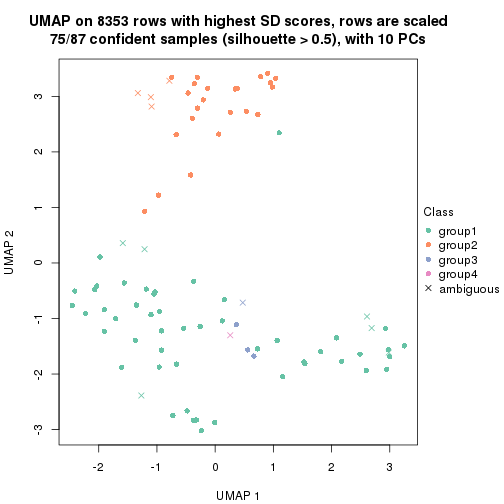 UMAP on 8353 rows with highest SD scores, rows are scaled
75/87 confident samples (silhouette > 0.5), with 10 PCs
Class
group1
group2
group3
group4
ambiguous
UMAP 2
3
2
1
0
-1
-2
-3
-2
-1
0
1
2
3
UMAP 1